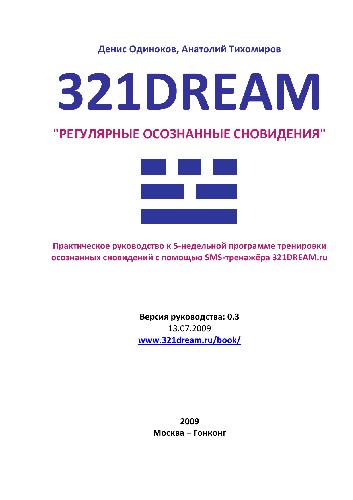 Денис Одиноков, Анатолий Тихомиров
321DREAM
"РЕГУЛЯРНЫЕ ОСОЗНАННЫЕ СНОВИДЕНИЯ"
Практическое руководство к 5-недельной программе тренировки
осознанных сновидений с помощью SMS-тренажёра 321DREAM.ru
Версия руководства: 0.3
13.07.2009
www.321dream.ru/book/
2009
Москва – Гонконг